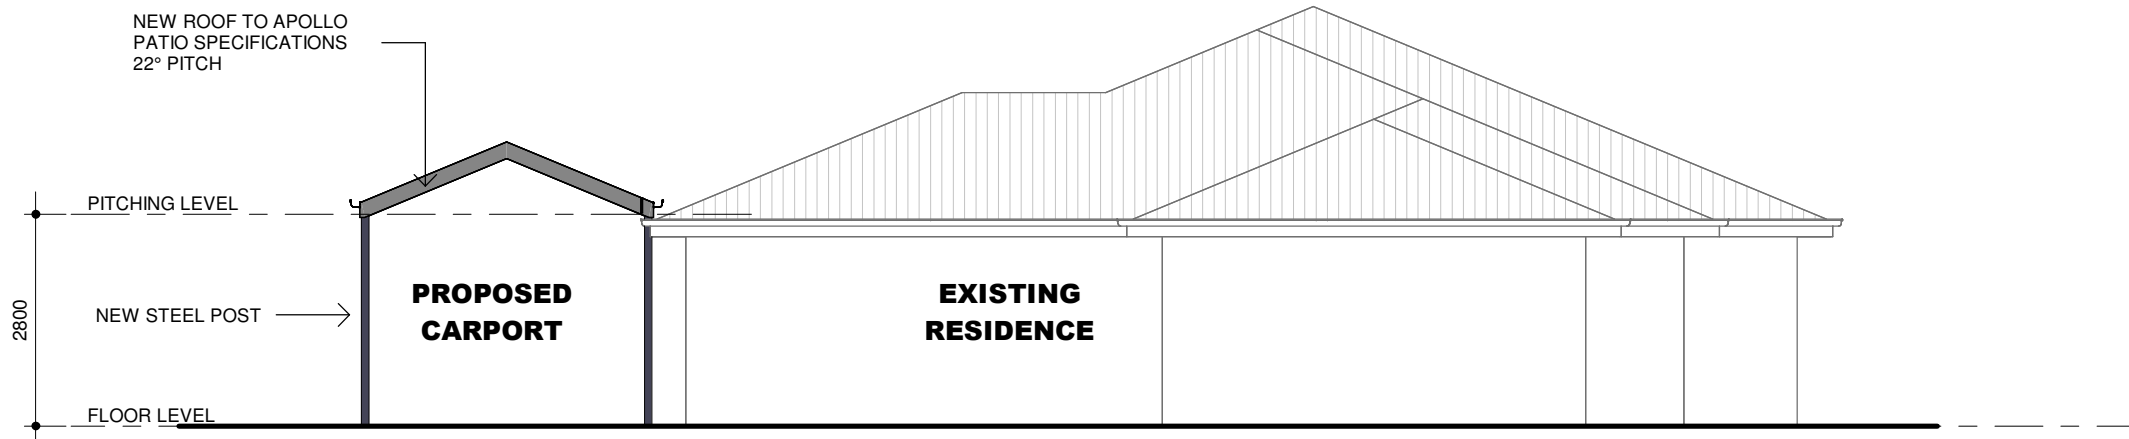 NEW ROOF TO APOLLO
PATIO SPECIFICATIONS
22° PITCH
PITCHING LEVEL
2800
NEW STEEL POST
PROPOSED
CARPORT
EXISTING
RESIDENCE
FLOOR LEVEL